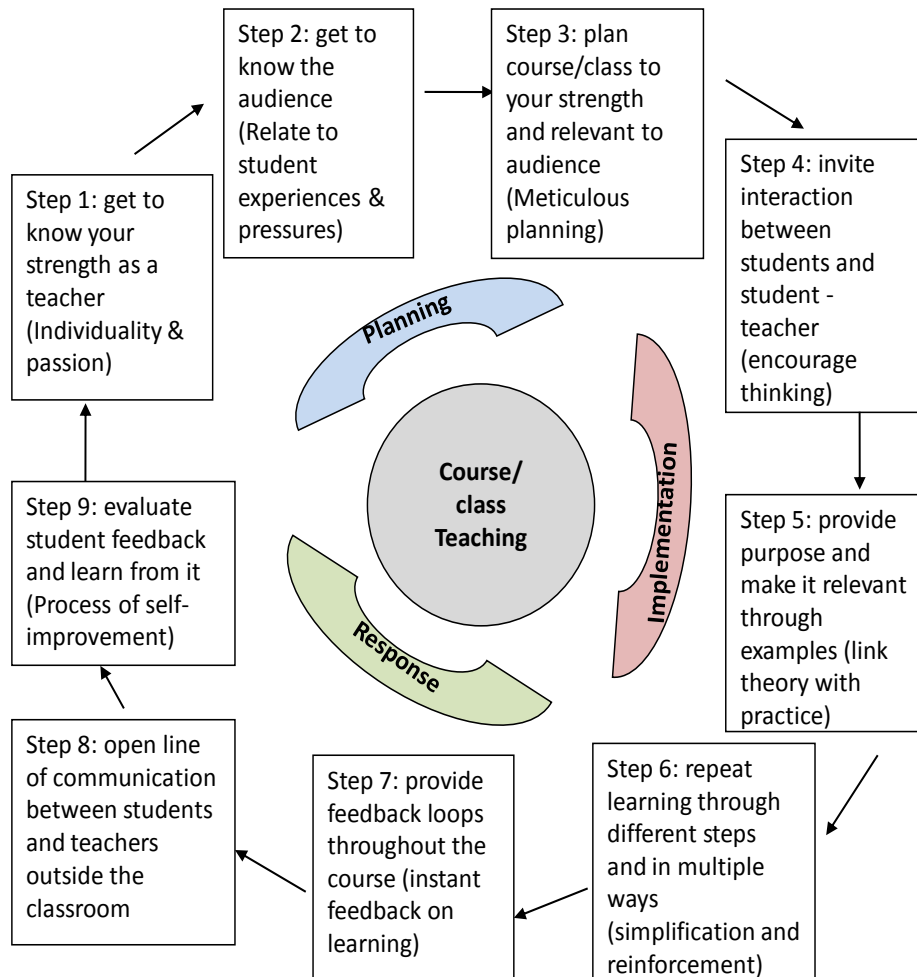 Step 1: get to
know your
strength as a
teacher
(Individuality &
passion)
Step 2: get to
know the
audience
(Relate to
student
experiences &
pressures)
Step 3: plan
course/class to
your strength
and relevant to
audience
(Meticulous
planning)
Step 4: invite
interaction
between
students and
student -
teacher
(encourage
thinking)
Step 5: provide
purpose and
make it relevant
through
examples (link
theory with
practice)
Step 6: repeat
learning through
different steps
and in multiple
ways
(simplification and
reinforcement)
Step 7: provide
feedback loops
throughout the
course (instant
feedback on
learning)
Step 8: open line
of communication
between students
and teachers
outside the
classroom
Step 9: evaluate
student feedback
and learn from it
(Process of self-
improvement)
Planning
Implementation
Response
Course/
class
Teaching